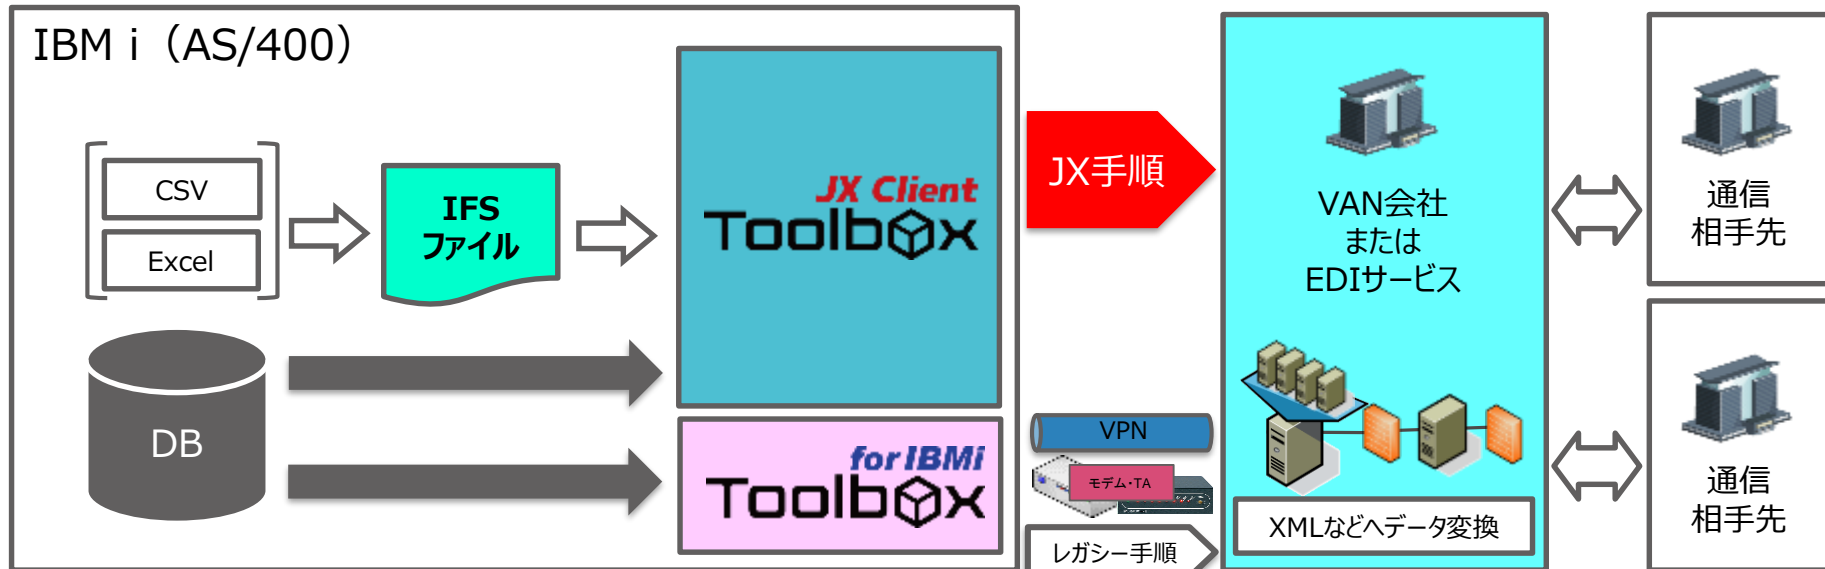 IBM i（AS/400）
CSV
Excel
IFS
ファイル
DB
JX Client
Toolbox
for IBMi
Toolbox
JX手順
VPN
モデム・TA
レガシー手順
VAN会社
または
EDIサービス
XMLなどへデータ変換
通信
相手先
通信
相手先